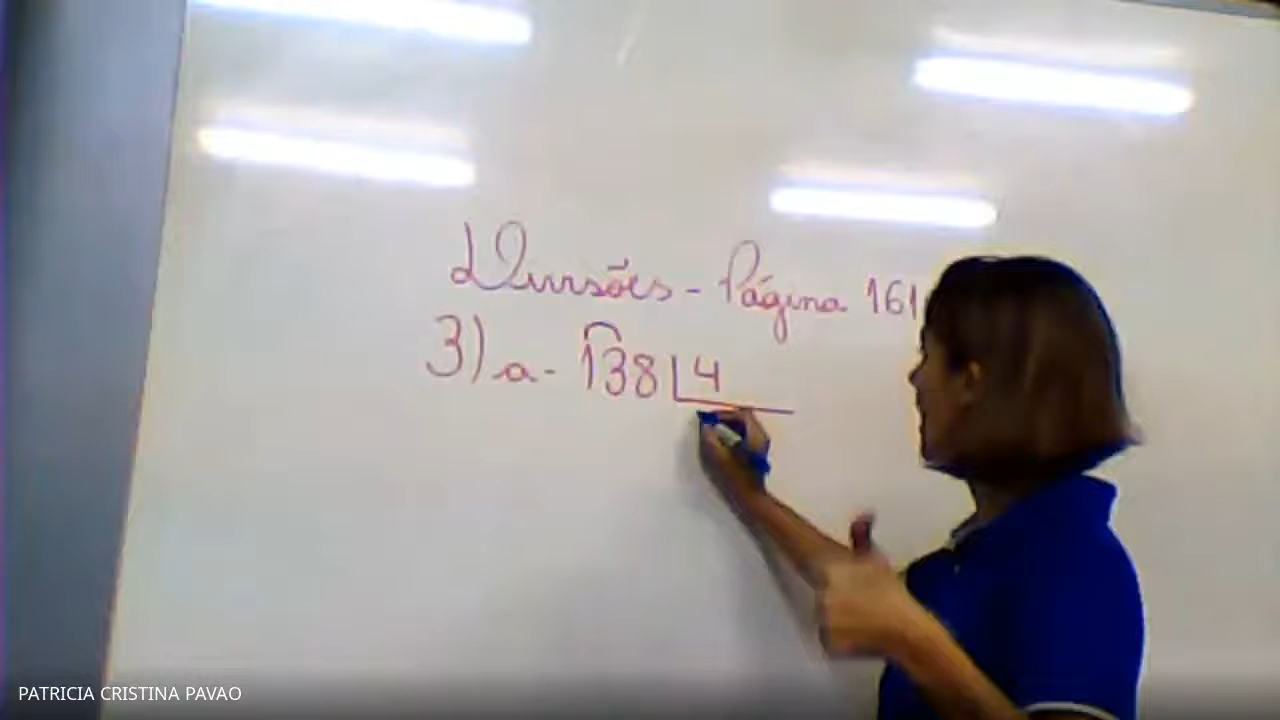 Divisões - Página 161
3) a - 138 4
PATRICIA CRISTINA PAVAO